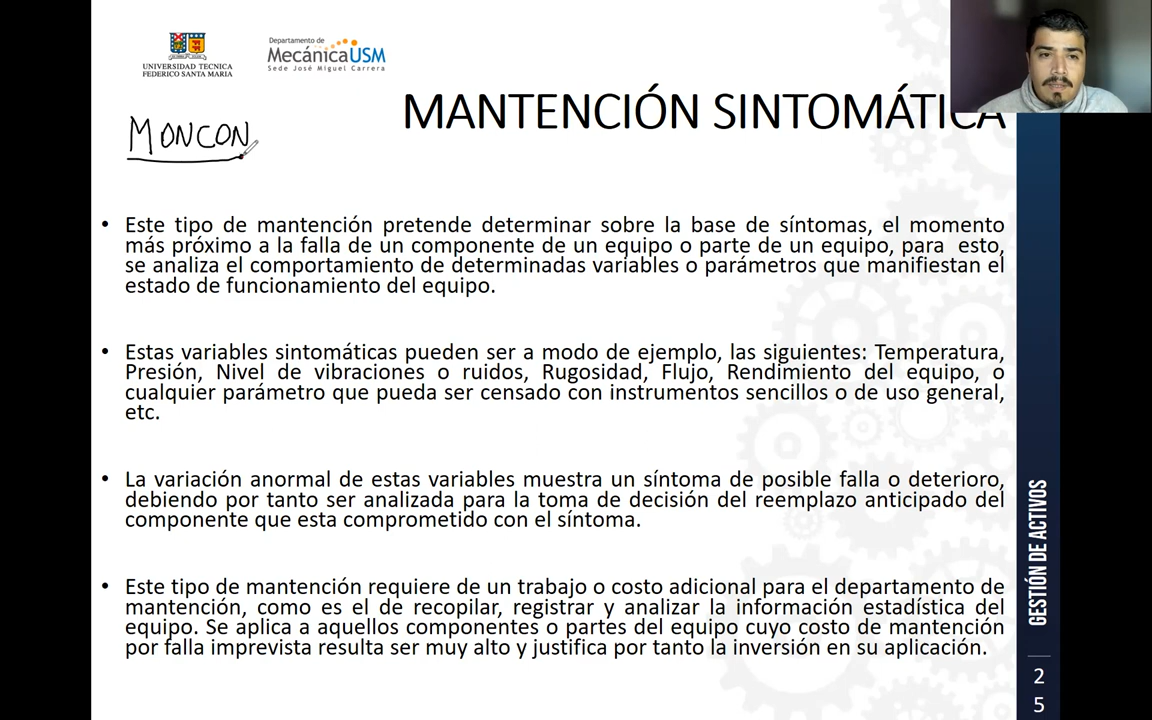 UNIVERSIDAD TECNICA
FEDERICO SANTA MARIA
Departamento de
MecánicaUSM
Sede José Miguel Carrera
MONCON
MANTENCIÓN SINTOMÁTICA
• Este tipo de mantención pretende determinar sobre la base de síntomas, el momento
más próximo a la falla de un componente de un equipo o parte de un equipo, para esto,
se analiza el comportamiento de determinadas variables o parámetros que manifiestan el
estado de funcionamiento del equipo.
• Estas variables sintomáticas pueden ser a modo de ejemplo, las siguientes: Temperatura,
Presión, Nivel de vibraciones o ruidos, Rugosidad, Flujo, Rendimiento del equipo, o
cualquier parámetro que pueda ser censado con instrumentos sencillos o de uso general,
etc.
• La variación anormal de estas variables muestra un síntoma de posible falla o deterioro,
debiendo por tanto ser analizada para la toma de decisión del reemplazo anticipado del
componente que esta comprometido con el síntoma.
• Este tipo de mantención requiere de un trabajo o costo adicional para el departamento de
mantención, como es el de recopilar, registrar y analizar la información estadística del
equipo. Se aplica a aquellos componentes o partes del equipo cuyo costo de mantención
por falla imprevista resulta ser muy alto y justifica por tanto la inversión en su aplicación.
GESTIÓN DE ACTIVOS
2
5